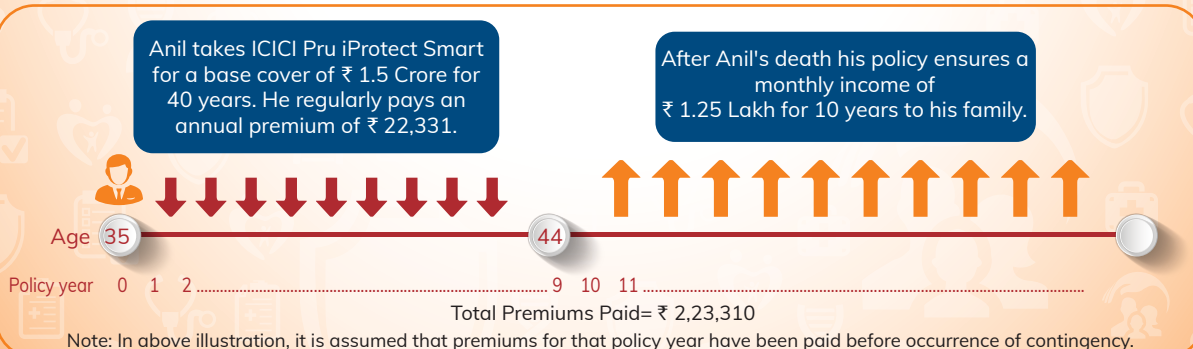 Anil takes ICICI Pru iProtect Smart
for a base cover of ₹ 1.5 Crore for
40 years. He regularly pays an
annual premium of ₹ 22,331.
After Anil's death his policy ensures a
monthly income of
₹ 1.25 Lakh for 10 years to his family.
Age 35 44
Policy year 0 1 2 ........................................................................ 9 10 11 ........................................................................
Total Premiums Paid= ₹ 2,23,310
Note: In above illustration, it is assumed that premiums for that policy year have been paid before occurrence of contingency.